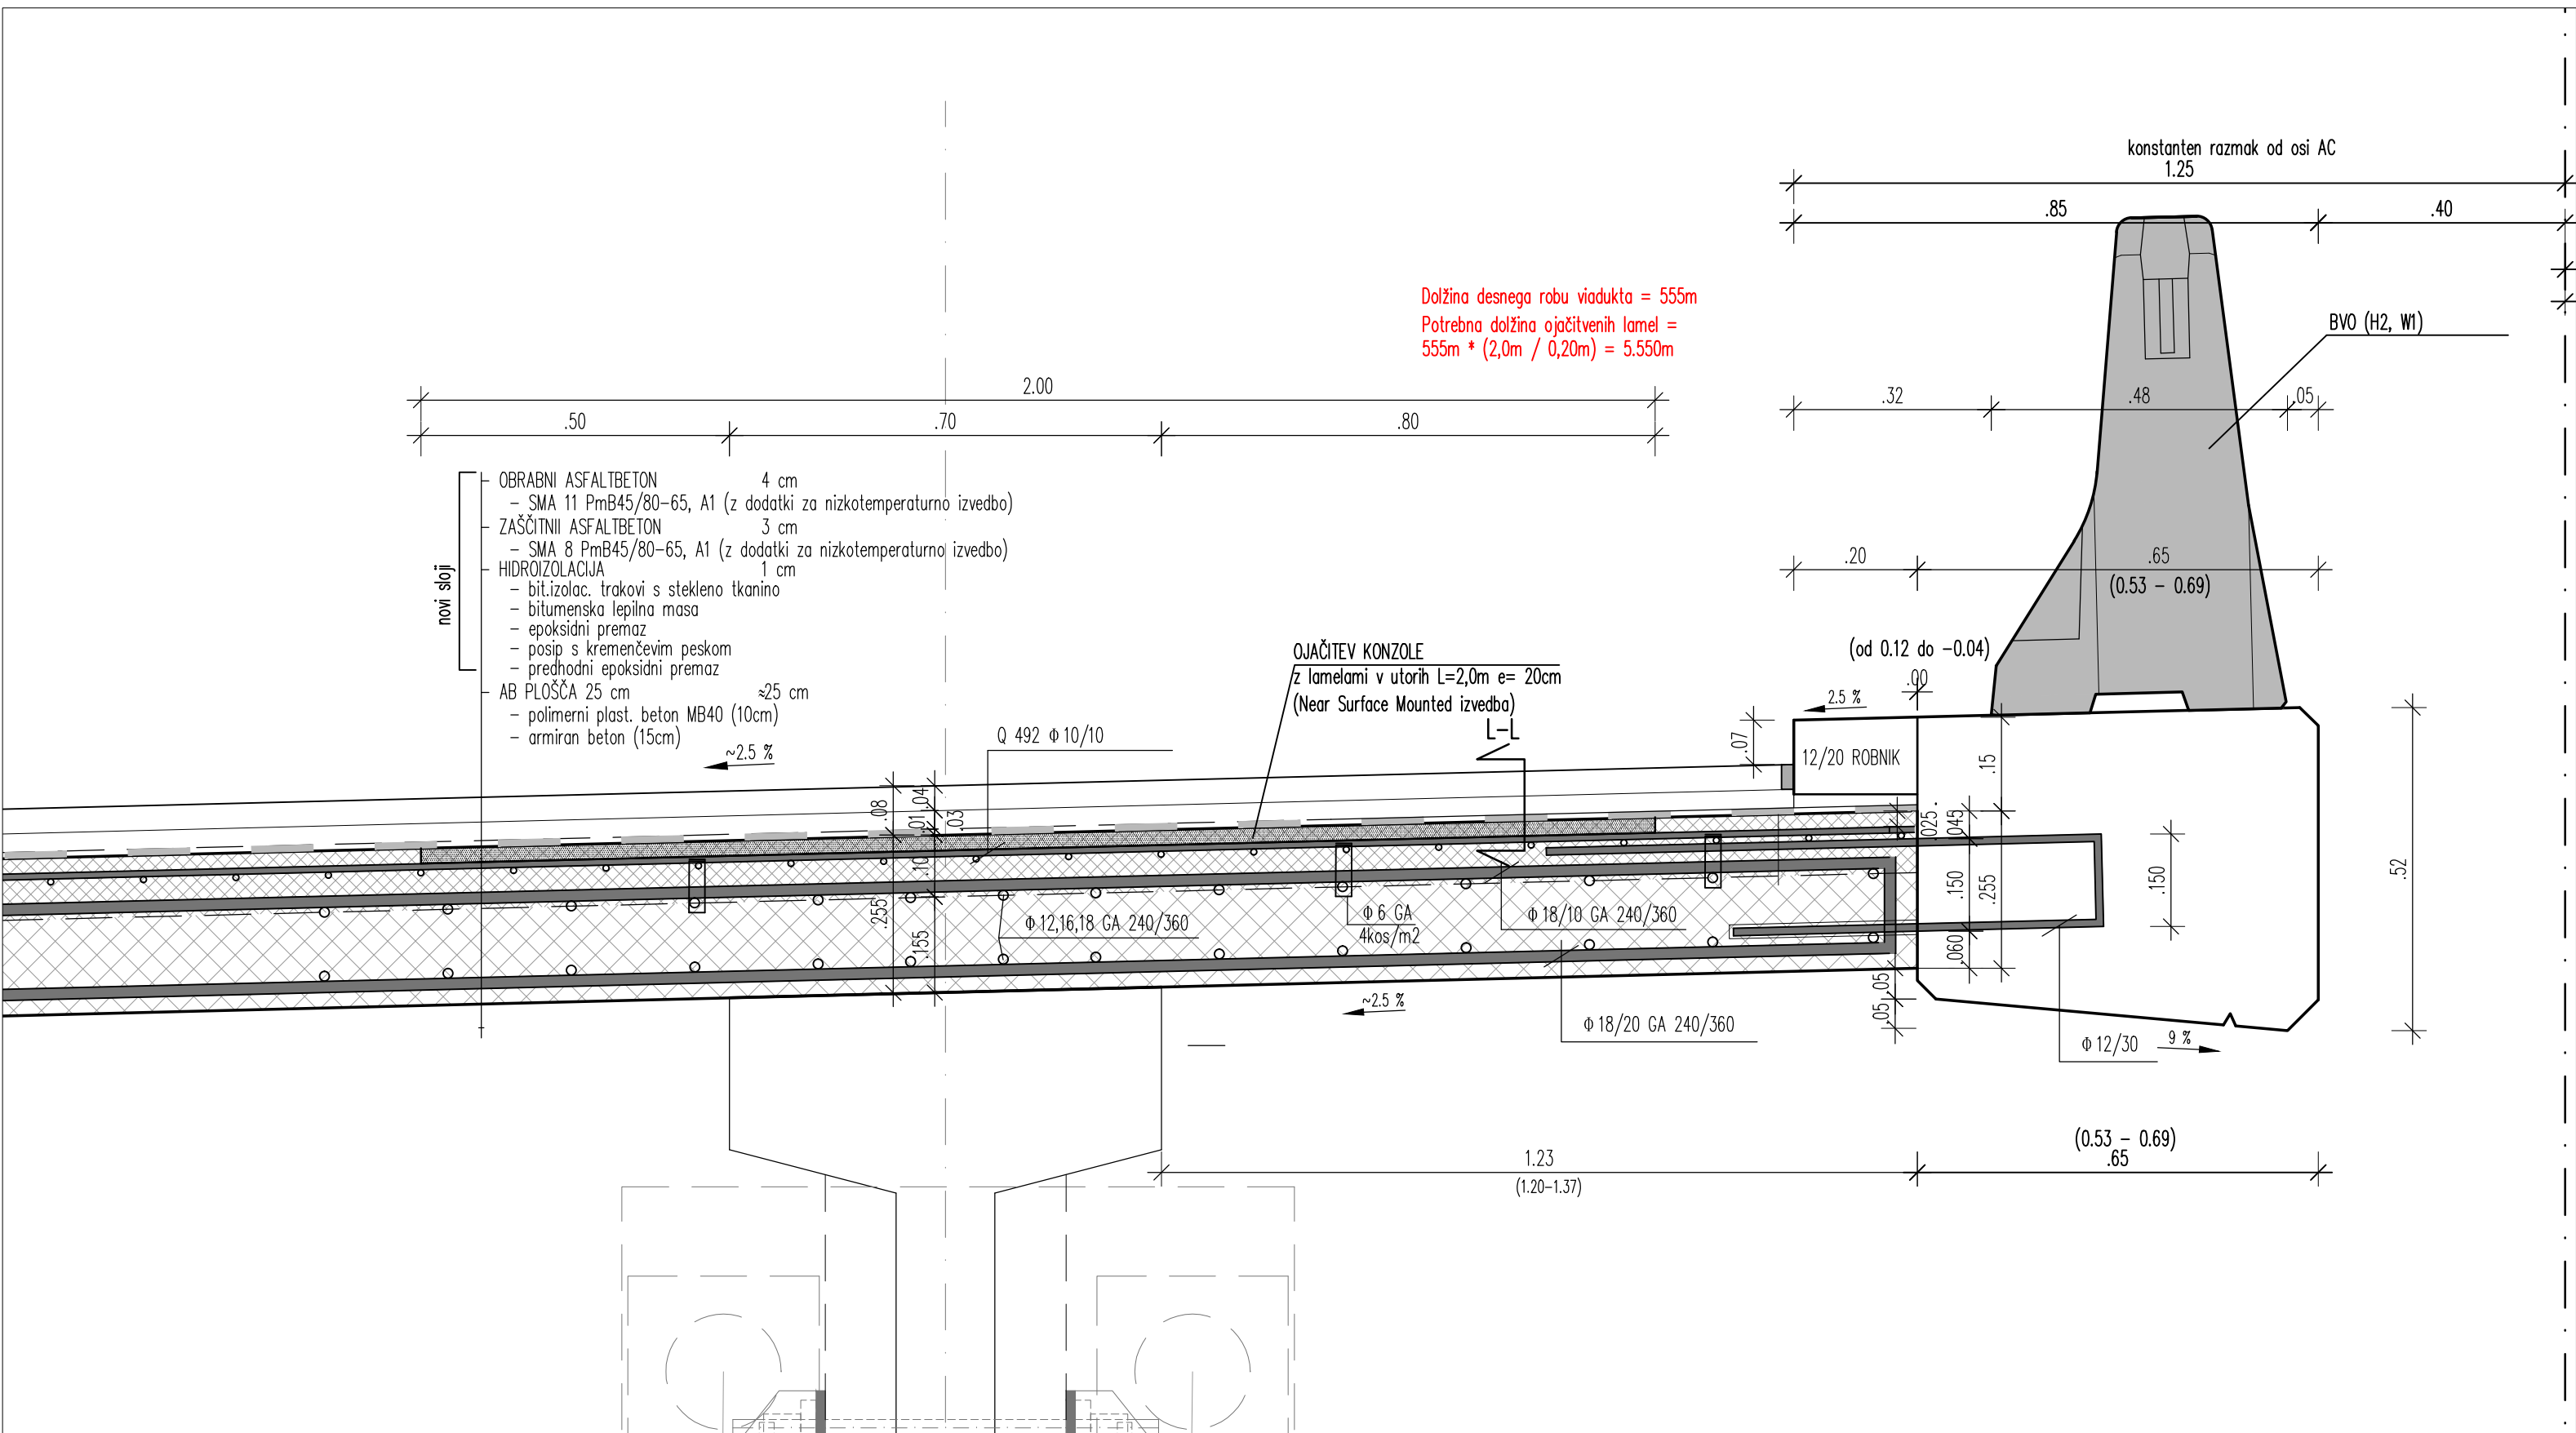 konstanten razmak od osi AC
1.25
.85
.40
Dolžina desnega robu viadukta = 555m
Potrebna dolžina ojačitvenih lamel =
555m * (2,0m / 0,20m) = 5.550m
BVO (H2, W1)
2.00
.50
.70
.80
.32
.48
.05
novi sloji
OBRABNI ASFALTBETON 4 cm
- SMA 11 PmB45/80-65, A1 (z dodatki za nizkotemperaturno izvedbo)
ZAŠČITNII ASFALTBETON 3 cm
- SMA 8 PmB45/80-65, A1 (z dodatki za nizkotemperaturno izvedbo)
HIDROIZOLACIJA 1 cm
- bit.izolac. trakovi s stekleno tkanino
- bitumenska lepilna masa
- epoksidni premaz
- posip s kremenčevim peskom
- predhodni epoksidni premaz
AB PLOŠČA 25 cm ≈25 cm
- polimerni plast. beton MB40 (10cm)
- armiran beton (15cm)
~2.5 %
.20
.65
(0.53 - 0.69)
OJAČITEV KONZOLE
z lamelami v utorih L=2,0m e= 20cm
(Near Surface Mounted izvedba)
L-L
(od 0.12 do -0.04)
.00
2.5 %
Q 492 Φ 10/10
.07
12/20 ROBNIK
.15
.08
.04
.01
.03
.10
.255
.155
.025
.045
.150
.255
.060
.150
.52
Φ 12,16,18 GA 240/360
Φ 6 GA
4kos/m2
Φ 18/10 GA 240/360
~2.5 %
Φ 18/20 GA 240/360
.05
.05
Φ 12/30
9 %
1.23
(1.20-1.37)
(0.53 - 0.69)
.65